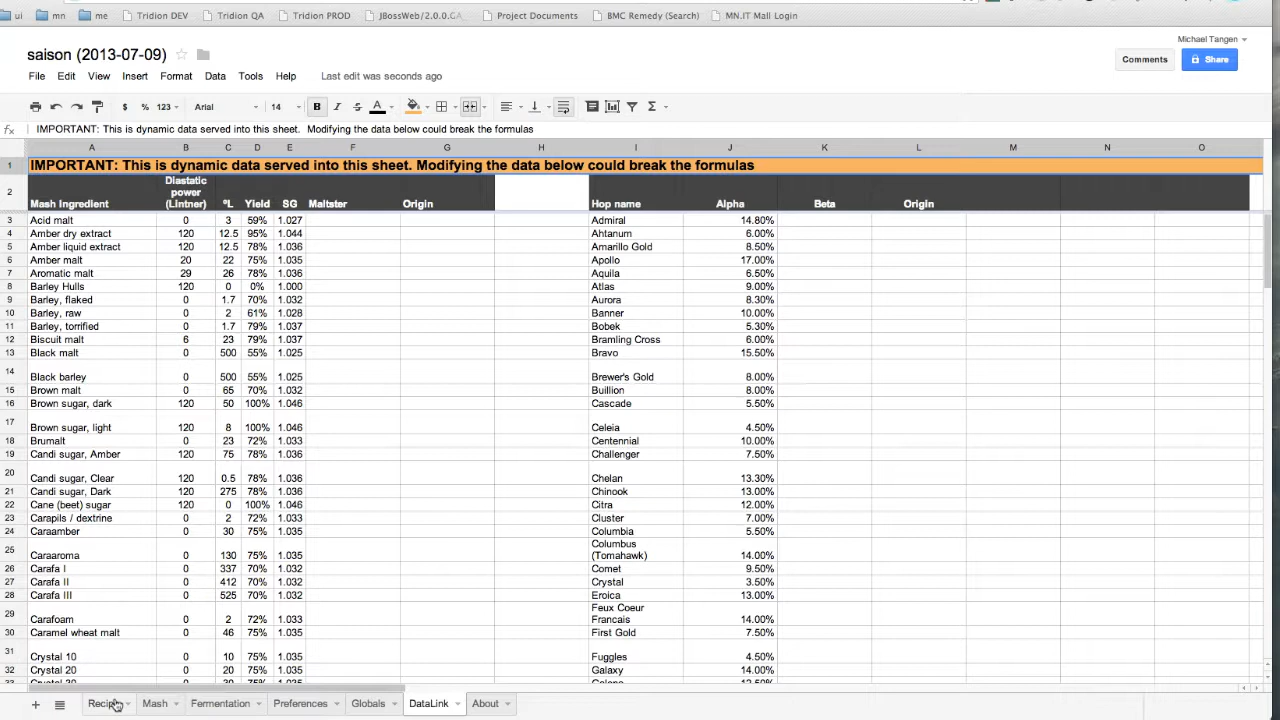 ui mn me Tridion DEV Tridion QA Tridion PROD JBossWeb/2.0.0.GA Project Documents BMC Remedy (Search) MN.IT Mall Login
Michael Tangen
saison (2013-07-09) Comments Share
File Edit View Insert Format Data Tools Help Last edit was seconds ago
$ % 123 Arial 14 B I S A Σ
fx IMPORTANT: This is dynamic data served into this sheet. Modifying the data below could break the formulas
A B C D E F G H I J K L M N O
1 IMPORTANT: This is dynamic data served into this sheet. Modifying the data below could break the formulas
2 Mash Ingredient Diastatic power (Lintner) ºL Yield SG Maltster Origin Hop name Alpha Beta Origin
3 Acid malt 0 3 59% 1.027 Admiral 14.80%
4 Amber dry extract 120 12.5 95% 1.044 Ahtanum 6.00%
5 Amber liquid extract 120 12.5 78% 1.036 Amarillo Gold 8.50%
6 Amber malt 20 22 75% 1.035 Apollo 17.00%
7 Aromatic malt 29 26 78% 1.036 Aquila 6.50%
8 Barley Hulls 120 0 0% 1.000 Atlas 9.00%
9 Barley, flaked 0 1.7 70% 1.032 Aurora 8.30%
10 Barley, raw 0 2 61% 1.028 Banner 10.00%
11 Barley, torrified 0 1.7 79% 1.037 Bobek 5.30%
12 Biscuit malt 6 23 79% 1.037 Bramling Cross 6.00%
13 Black malt 0 500 55% 1.025 Bravo 15.50%
14 Black barley 0 500 55% 1.025 Brewer's Gold 8.00%
15 Brown malt 0 65 70% 1.032 Buillion 8.00%
16 Brown sugar, dark 120 50 100% 1.046 Cascade 5.50%
17 Brown sugar, light 120 8 100% 1.046 Celeia 4.50%
18 Brumalt 0 23 72% 1.033 Centennial 10.00%
19 Candi sugar, Amber 120 75 78% 1.036 Challenger 7.50%
20 Candi sugar, Clear 120 0.5 78% 1.036 Chelan 13.30%
21 Candi sugar, Dark 120 275 78% 1.036 Chinook 13.00%
22 Cane (beet) sugar 120 0 100% 1.046 Citra 12.00%
23 Carapils / dextrine 0 2 72% 1.033 Cluster 7.00%
24 Caraamber 0 30 75% 1.035 Columbia 5.50%
25 Caraaroma 0 130 75% 1.035 Columbus (Tomahawk) 14.00%
26 Carafa I 0 337 70% 1.032 Comet 9.50%
27 Carafa II 0 412 70% 1.032 Crystal 3.50%
28 Carafa III 0 525 70% 1.032 Eroica 13.00%
29 Carafoam 0 2 72% 1.033 Feux Coeur Francais 14.00%
30 Caramel wheat malt 0 46 75% 1.035 First Gold 7.50%
31 Crystal 10 0 10 75% 1.035 Fuggles 4.50%
32 Crystal 20 0 20 75% 1.035 Galaxy 14.00%
Mash Fermentation Preferences Globals DataLink About